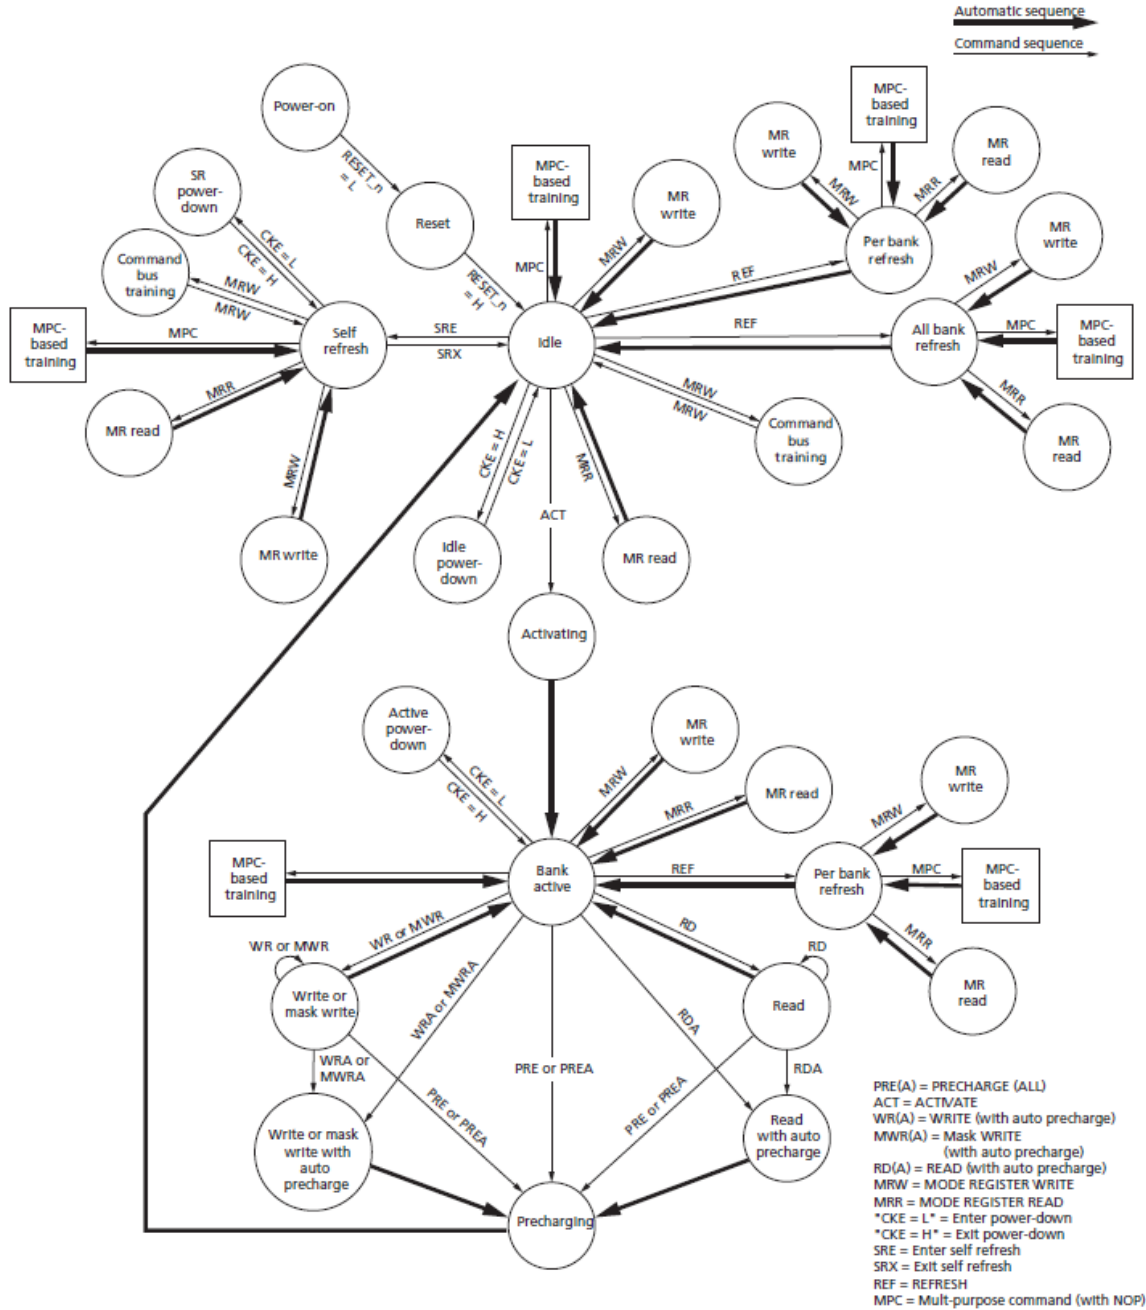 Automatic sequence
Command sequence
Power-on
RESET_n
= L
Reset
RESET_n
= H
SR
power-
down
CKE = L
CKE = H
Command
bus
training
MRW
MRW
MPC-
based
training
MPC
Self
refresh
SRE
SRX
MRR
MR read
MRW
MR write
MPC-
based
training
MPC
MR
write
MRW
Idle
MR
write
MRW
MPC-
based
training
MPC
MR
read
MRR
Per bank
refresh
REF
REF
All bank
refresh
MR
write
MRW
MPC
MPC-
based
training
MRR
MR
read
MRW
MRW
Command
bus
training
CKE = H
CKE = L
Idle
power-
down
ACT
MRR
MR read
Activating
Active
power-
down
CKE = L
CKE = H
MR
write
MRW
MRR
MR read
MPC-
based
training
Bank
active
REF
Per bank
refresh
MR
write
MRW
MPC
MPC-
based
training
MRR
MR
read
WR or MWR
WR or MWR
Write or
mask write
WRA or
MWRA
WRA or MWRA
PRE or PREA
PRE or PREA
PRE or PREA
RD
RD
Read
RDA
RDA
Write or mask
write with
auto
precharge
Read
with auto
precharge
Precharging
PRE(A) = PRECHARGE (ALL)
ACT = ACTIVATE
WR(A) = WRITE (with auto precharge)
MWR(A) = Mask WRITE
(with auto precharge)
RD(A) = READ (with auto precharge)
MRW = MODE REGISTER WRITE
MRR = MODE REGISTER READ
"CKE = L" = Enter power-down
"CKE = H" = Exit power-down
SRE = Enter self refresh
SRX = Exit self refresh
REF = REFRESH
MPC = Mult-purpose command (with NOP)